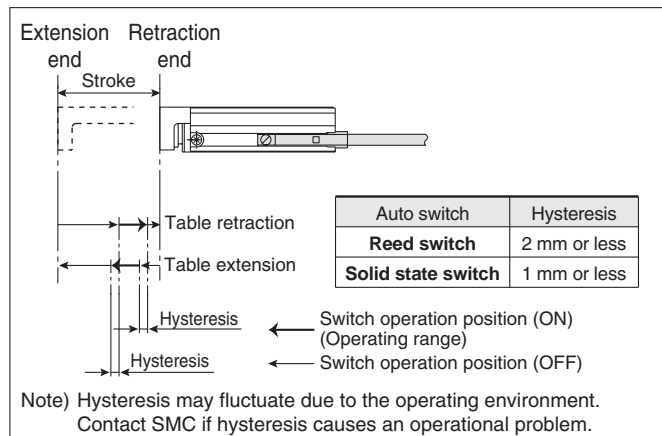 Extension Retraction
end end
Stroke
Table retraction
Table extension
Auto switch Hysteresis
Reed switch 2 mm or less
Solid state switch 1 mm or less
Hysteresis
Hysteresis
Switch operation position (ON)
(Operating range)
Switch operation position (OFF)
Note) Hysteresis may fluctuate due to the operating environment.
Contact SMC if hysteresis causes an operational problem.